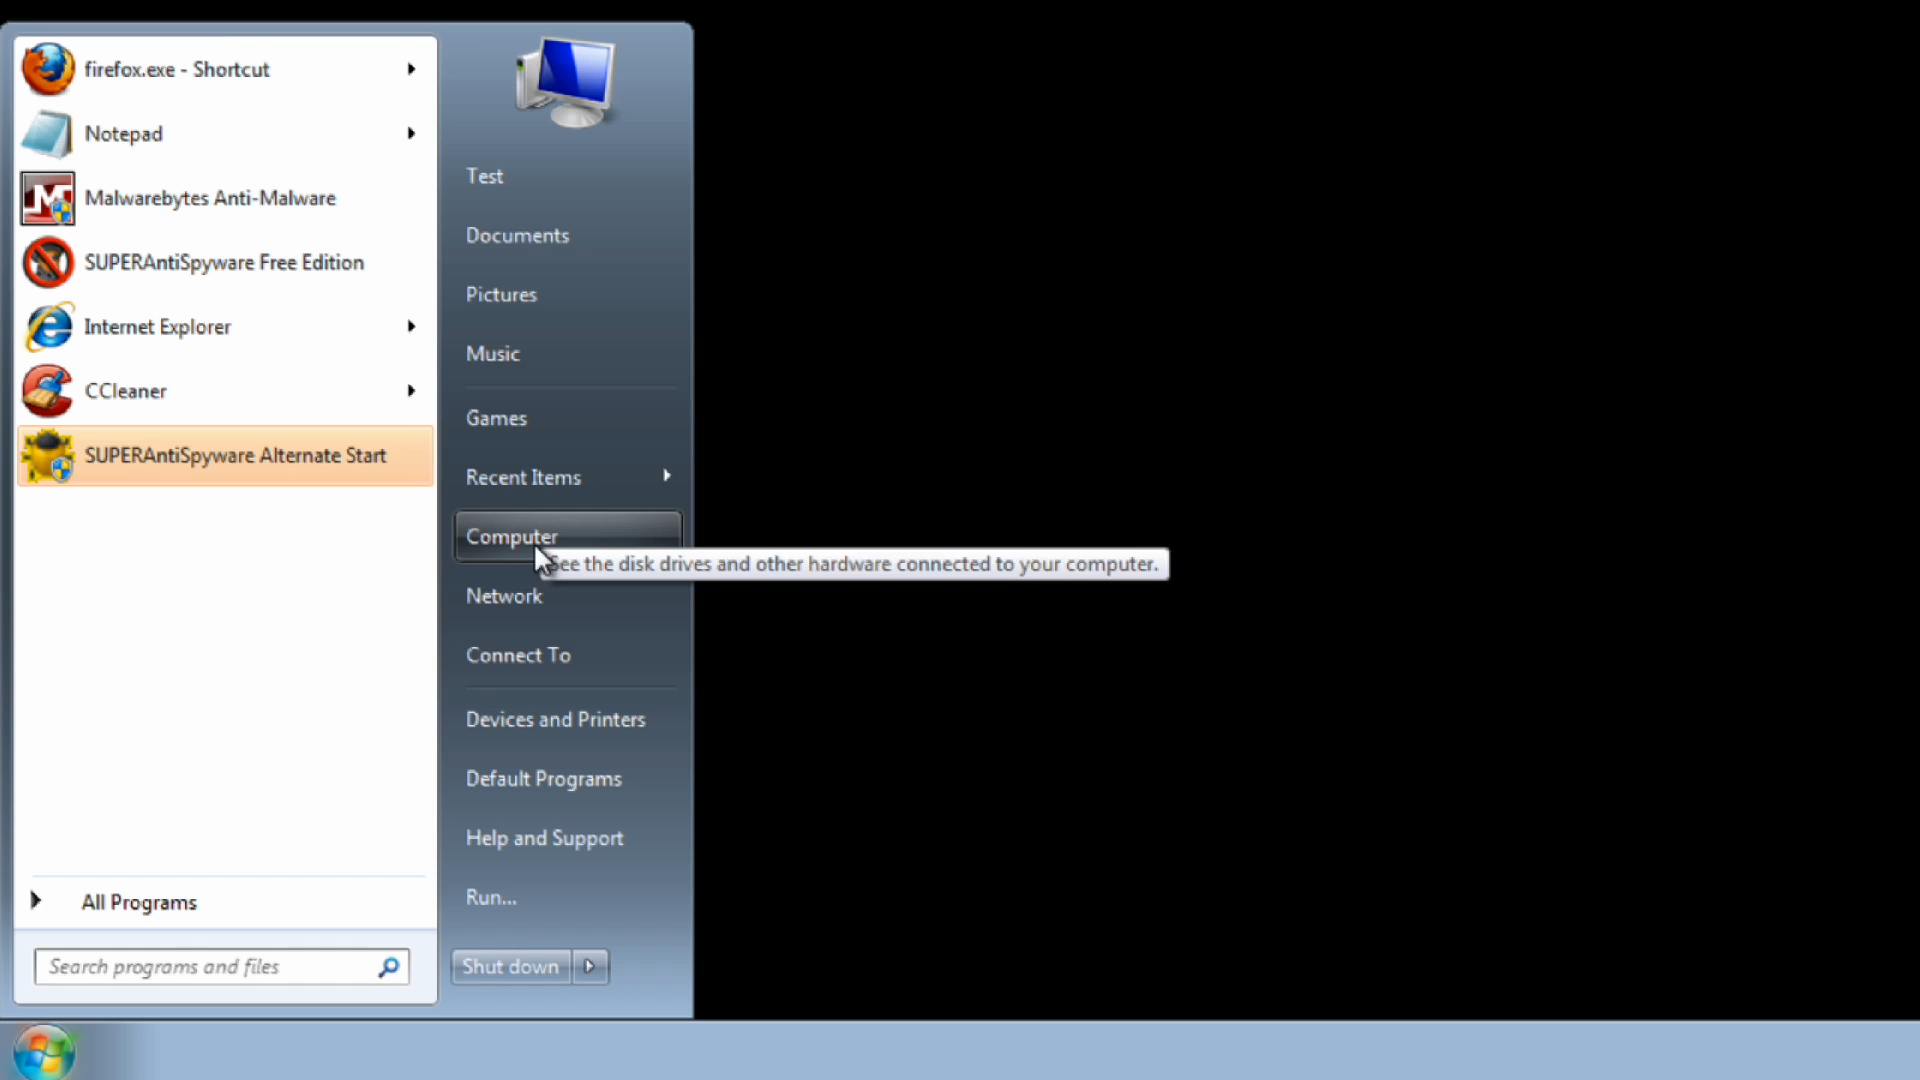 firefox.exe - Shortcut
Notepad
Malwarebytes Anti-Malware
SUPERAntiSpyware Free Edition
Internet Explorer
CCleaner
SUPERAntiSpyware Alternate Start
All Programs
Search programs and files
Test
Documents
Pictures
Music
Games
Recent Items
Computer
See the disk drives and other hardware connected to your computer.
Network
Connect To
Devices and Printers
Default Programs
Help and Support
Run...
Shut down